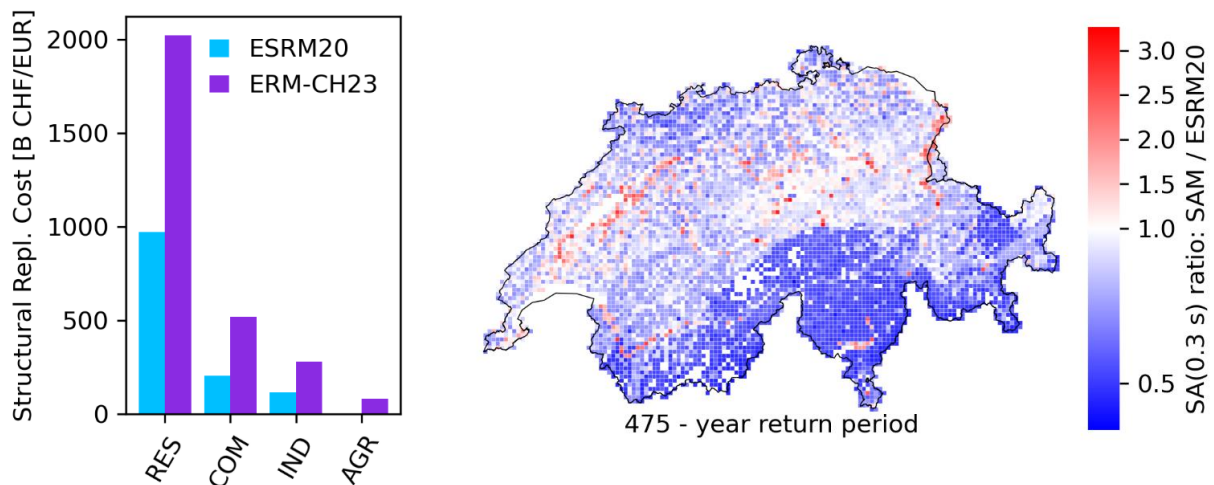 Structural Repl. Cost [B CHF/EUR]
2000
1500
1000
500
0
ESRM20
ERM-CH23
RES
COM
IND
AGR
475 - year return period
3.0
2.5
2.0
1.5
1.0
0.5
SA(0.3 s) ratio: SAM / ESRM20